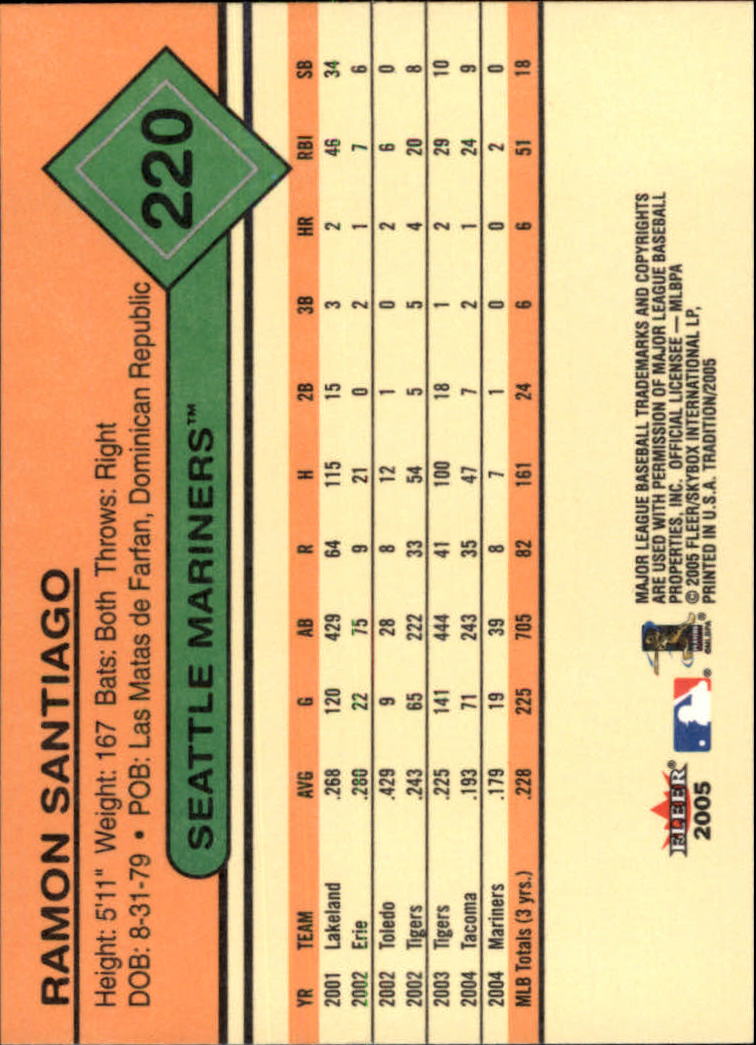 RAMON SANTIAGO
Height: 5'11" Weight: 167 Bats: Both Throws: Right
DOB: 8-31-79 • POB: Las Matas de Farfan, Dominican Republic
220
SEATTLE MARINERS™
YR TEAM AVG G AB R H 2B 3B HR RBI SB
2001 Lakeland .268 120 429 64 115 15 3 2 46 34
2002 Erie .280 22 75 9 21 0 2 1 7 6
2002 Toledo .429 9 28 8 12 1 0 2 6 0
2002 Tigers .243 65 222 33 54 5 5 4 20 8
2003 Tigers .225 141 444 41 100 18 1 2 29 10
2004 Tacoma .193 71 243 35 47 7 2 1 24 9
2004 Mariners .179 19 39 8 7 1 0 0 2 0
MLB Totals (3 yrs.) .228 225 705 82 161 24 6 6 51 18
FLEER®
2005
®
©MLBPA
MAJOR LEAGUE BASEBALL TRADEMARKS AND COPYRIGHTS
ARE USED WITH PERMISSION OF MAJOR LEAGUE BASEBALL
PROPERTIES, INC. OFFICIAL LICENSEE — MLBPA
© 2005 FLEER/SKYBOX INTERNATIONAL LP,
PRINTED IN U.S.A. TRADITION/2005